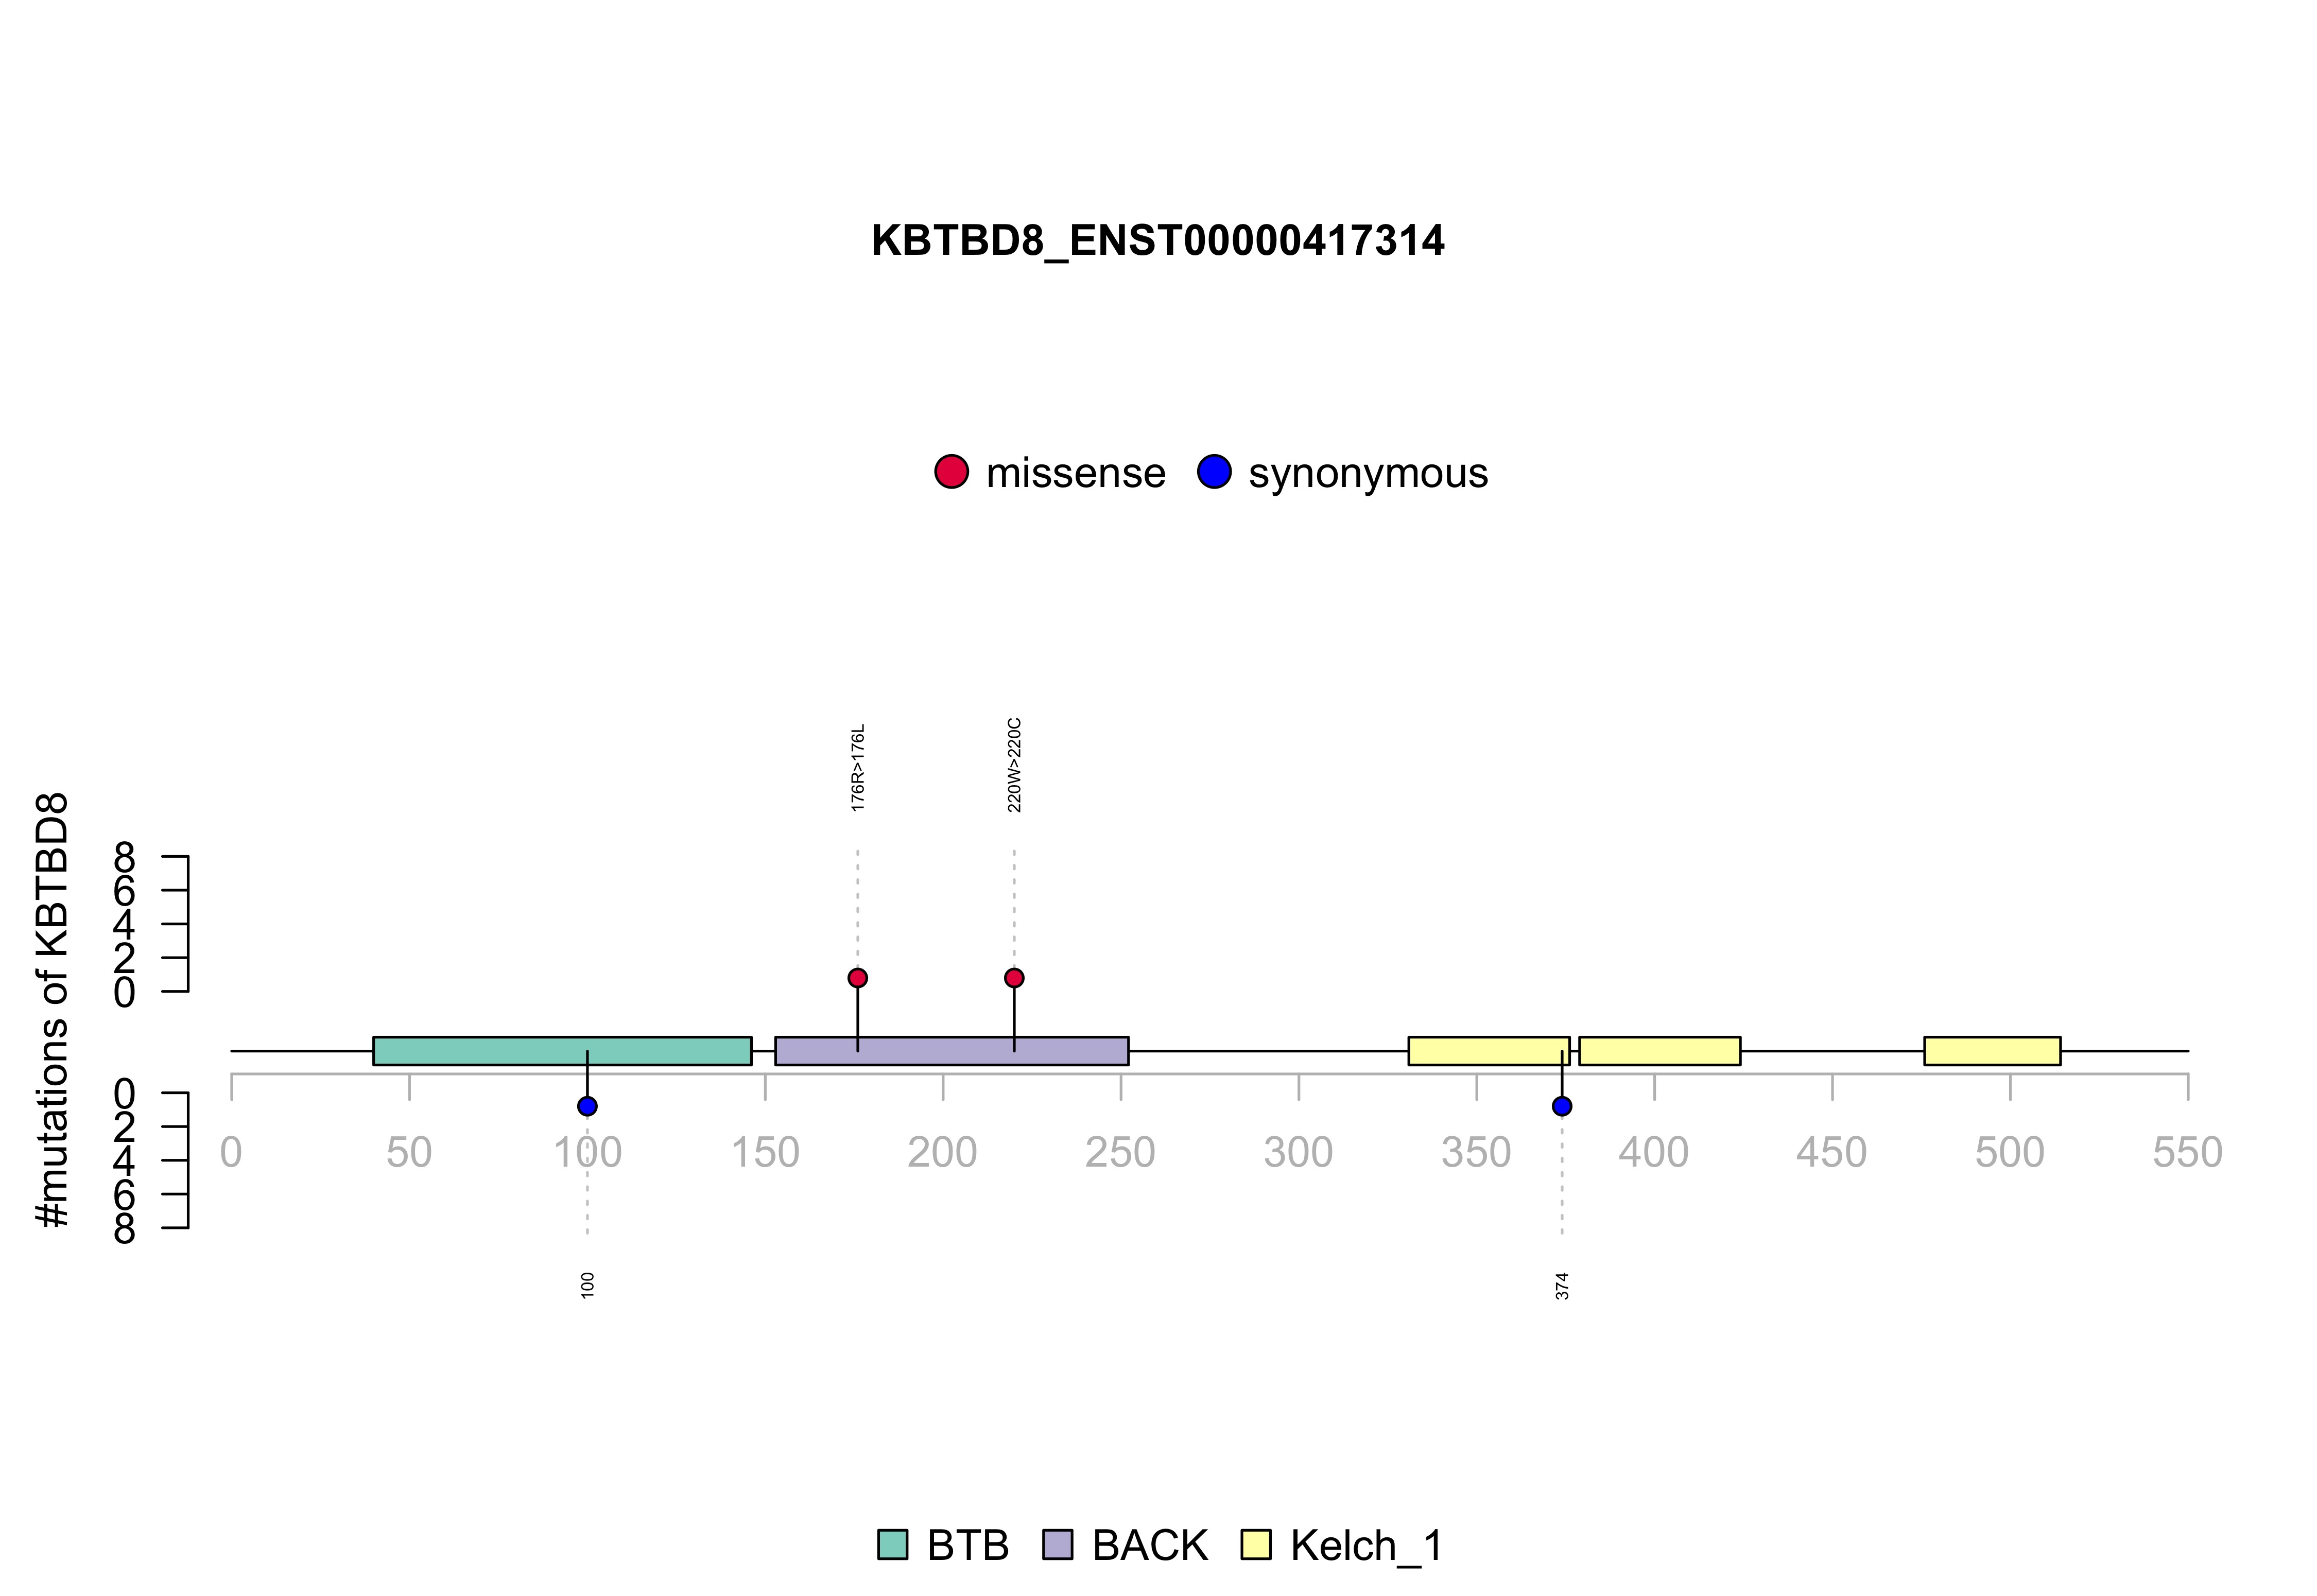 KBTBD8_ENST00000417314
missense synonymous
176R>176L
220W>220C
#mutations of KBTBD8
8
6
4
2
0
0
2
4
6
8
0 50 100 150 200 250 300 350 400 450 500 550
100
374
BTB BACK Kelch_1